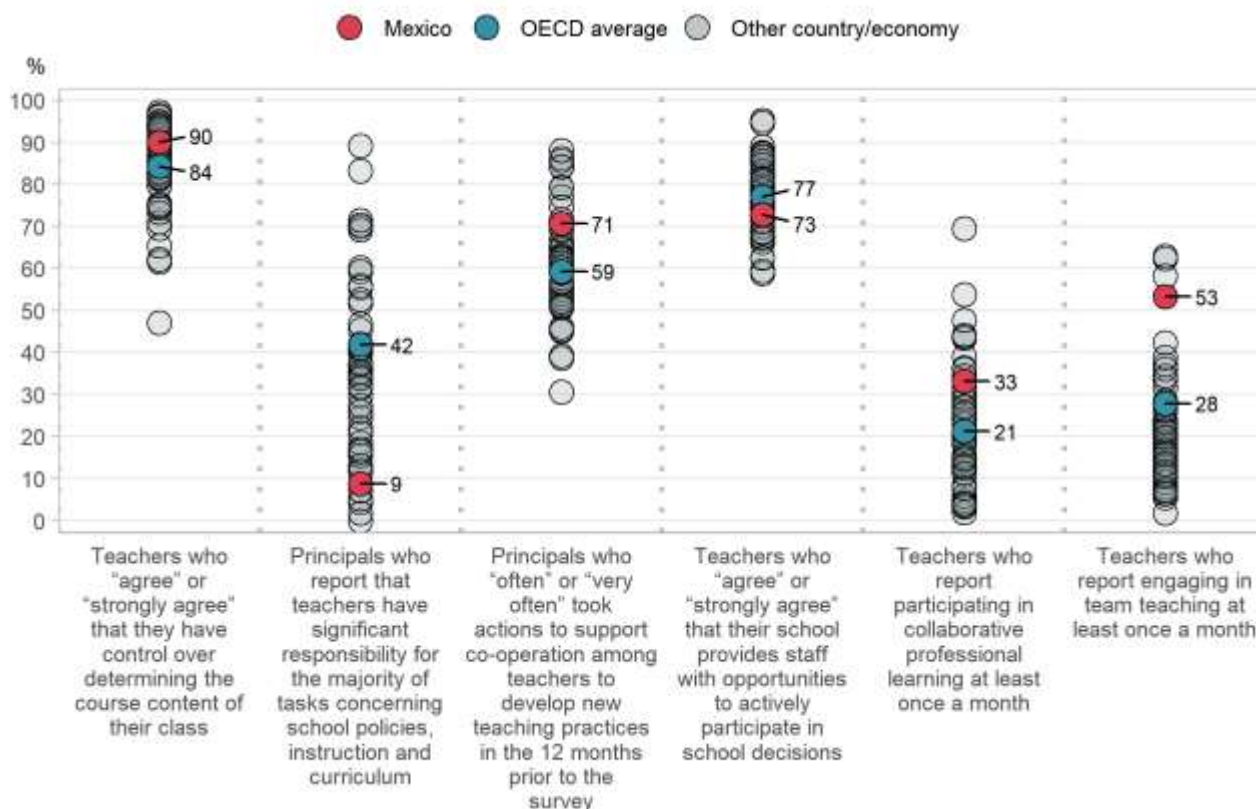 Mexico OECD average Other country/economy
%
100
90
80
70
60
50
40
30
20
10
0
90
84
42
9
71
59
77
73
33
21
53
28
Teachers who
“agree” or
“strongly agree”
that they have
control over
determining the
course content of
their class
Principals who
report that
teachers have
significant
responsibility for
the majority of
tasks concerning
school policies,
instruction and
curriculum
Principals who
“often” or “very
often” took
actions to support
co-operation among
teachers to
develop new
teaching practices
in the 12 months
prior to the
survey
Teachers who
“agree” or
“strongly agree”
that their school
provides staff
with opportunities
to actively
participate in
school decisions
Teachers who
report
participating in
collaborative
professional
learning at least
once a month
Teachers who
report engaging in
team teaching at
least once a month